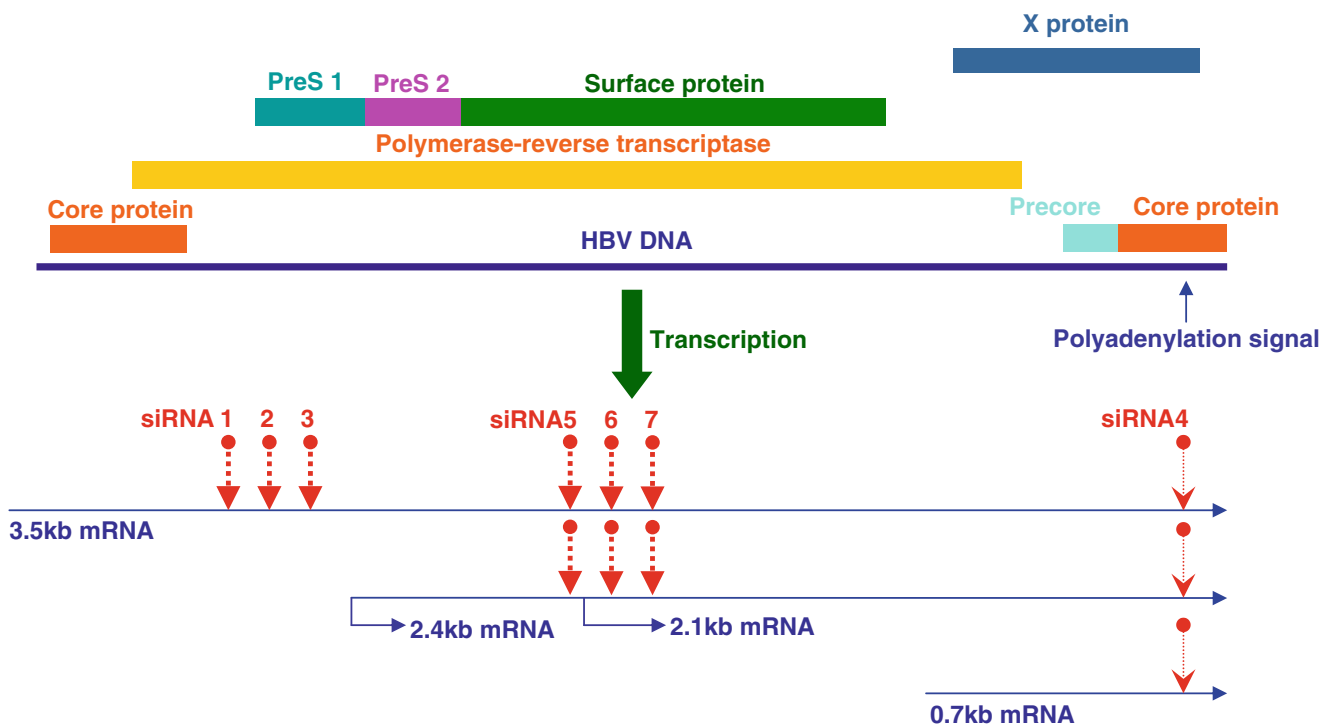 X protein
PreS 1 PreS 2 Surface protein
Polymerase-reverse transcriptase
Core protein Precore Core protein
HBV DNA
Transcription Polyadenylation signal
siRNA 1 2 3 siRNA5 6 7 siRNA4
3.5kb mRNA
2.4kb mRNA 2.1kb mRNA
0.7kb mRNA